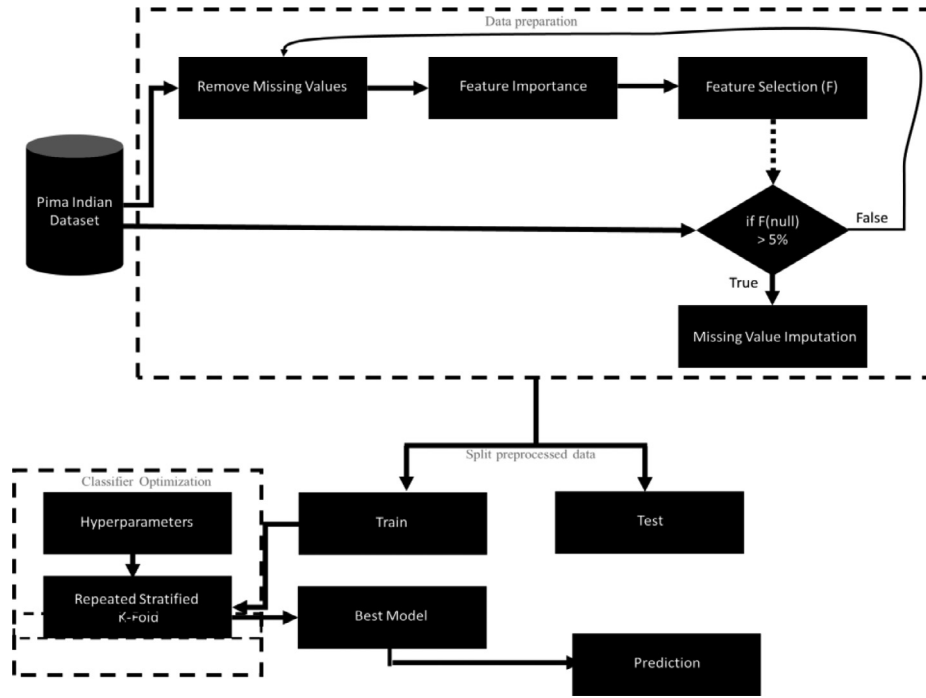 Data preparation
Remove Missing Values
Feature Importance
Feature Selection (F)
Pima Indian
Dataset
if F(null)
> 5%
False
True
Missing Value Imputation
Split preprocessed data
Classifier Optimization
Hyperparameters
Train
Test
Repeated Stratified
K-Fold
Best Model
Prediction